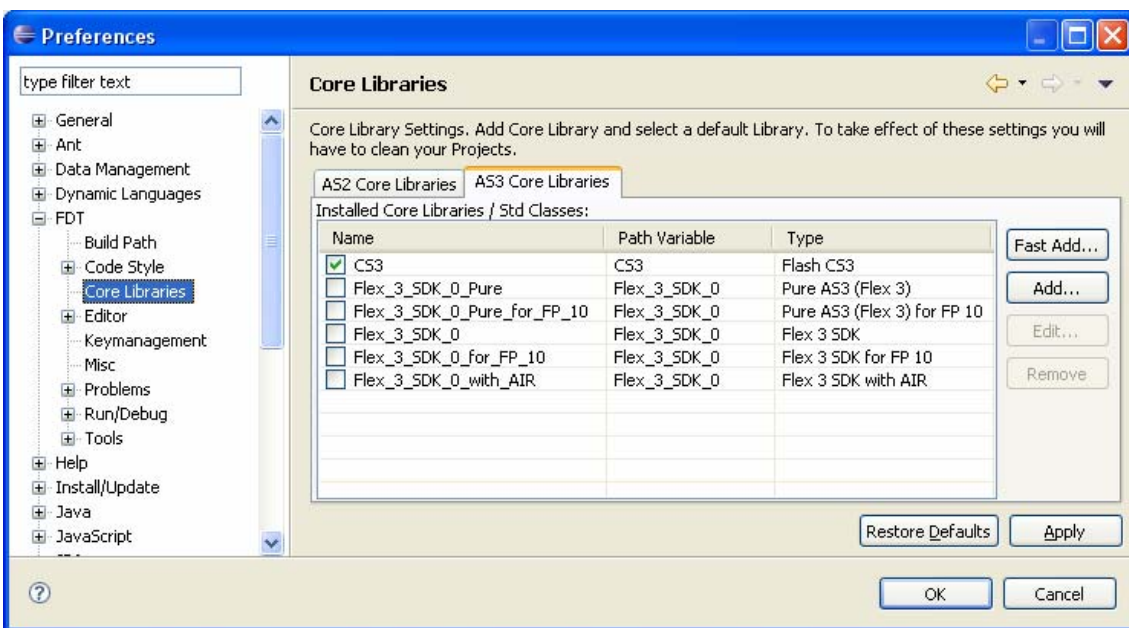 Preferences
type filter text
General
Ant
Data Management
Dynamic Languages
FDT
Build Path
Code Style
Core Libraries
Editor
Keymanagement
Misc
Problems
Run/Debug
Tools
Help
Install/Update
Java
JavaScript
Core Libraries
Core Library Settings. Add Core Library and select a default Library. To take effect of these settings you will
have to clean your Projects.
AS2 Core Libraries AS3 Core Libraries
Installed Core Libraries / Std Classes:
Name Path Variable Type
CS3 CS3 Flash CS3
Flex_3_SDK_0_Pure Flex_3_SDK_0 Pure AS3 (Flex 3)
Flex_3_SDK_0_Pure_for_FP_10 Flex_3_SDK_0 Pure AS3 (Flex 3) for FP 10
Flex_3_SDK_0 Flex_3_SDK_0 Flex 3 SDK
Flex_3_SDK_0_for_FP_10 Flex_3_SDK_0 Flex 3 SDK for FP 10
Flex_3_SDK_0_with_AIR Flex_3_SDK_0 Flex 3 SDK with AIR
Fast Add...
Add...
Edit...
Remove
Restore Defaults Apply
OK Cancel